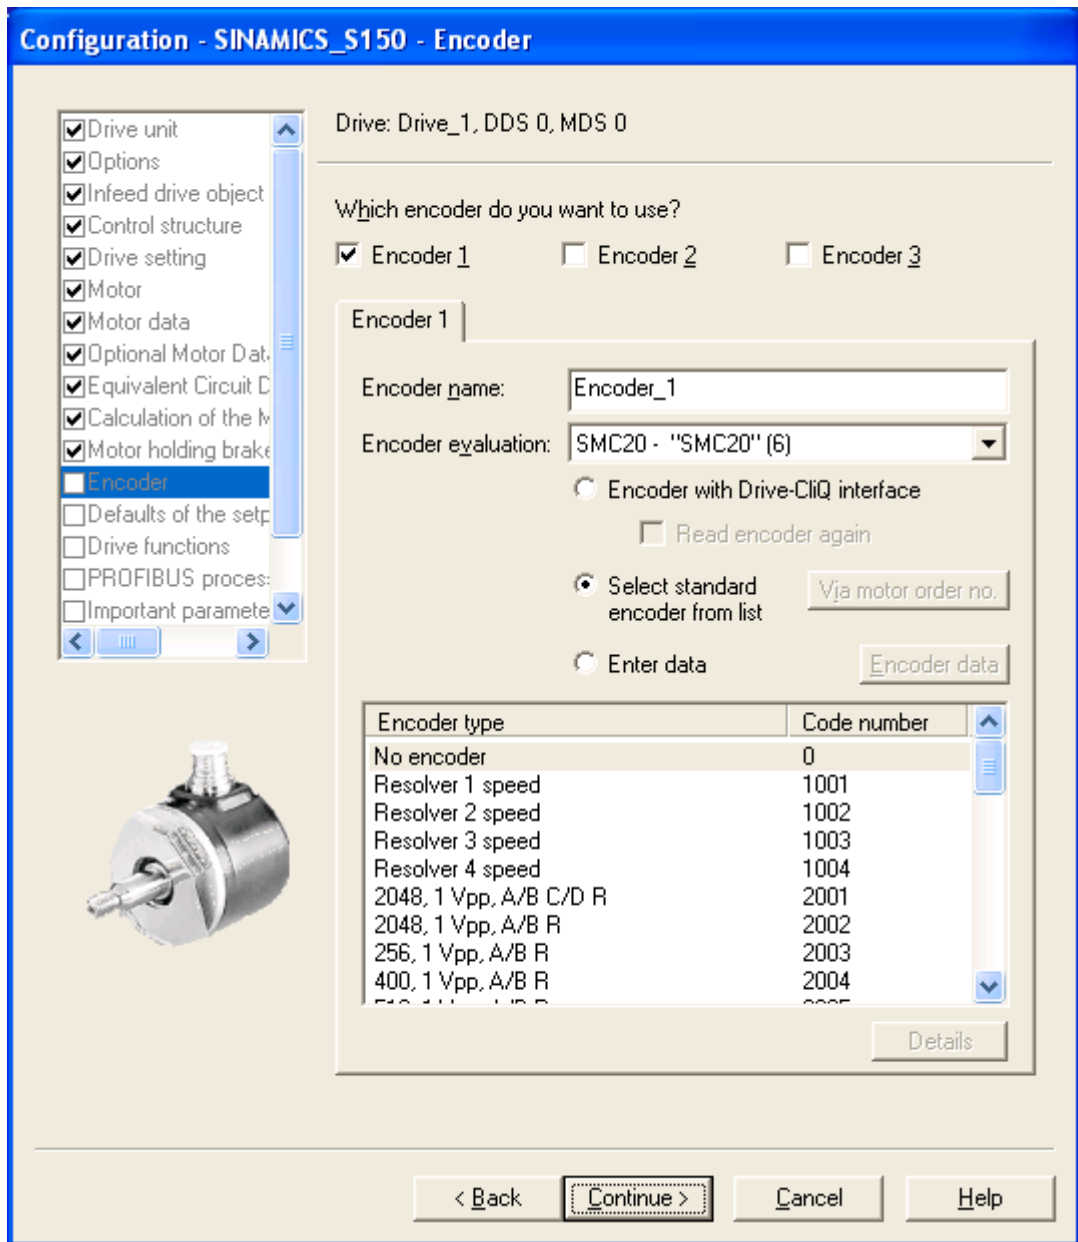 Configuration - SINAMICS_S150 - Encoder
Drive unit
Options
Infeed drive object
Control structure
Drive setting
Motor
Motor data
Optional Motor Dat
Equivalent Circuit D
Calculation of the M
Motor holding brake
Encoder
Defaults of the setp
Drive functions
PROFIBUS process
Important paramete
Drive: Drive_1, DDS 0, MDS 0
Which encoder do you want to use?
Encoder 1 Encoder 2 Encoder 3
Encoder 1
Encoder name: Encoder_1
Encoder evaluation: SMC20 - "SMC20" (6)
Encoder with Drive-CliQ interface
Read encoder again
Select standard
encoder from list
Via motor order no.
Enter data Encoder data
Encoder type Code number
No encoder 0
Resolver 1 speed 1001
Resolver 2 speed 1002
Resolver 3 speed 1003
Resolver 4 speed 1004
2048, 1 Vpp, A/B C/D R 2001
2048, 1 Vpp, A/B R 2002
256, 1 Vpp, A/B R 2003
400, 1 Vpp, A/B R 2004
Details
< Back Continue > Cancel Help